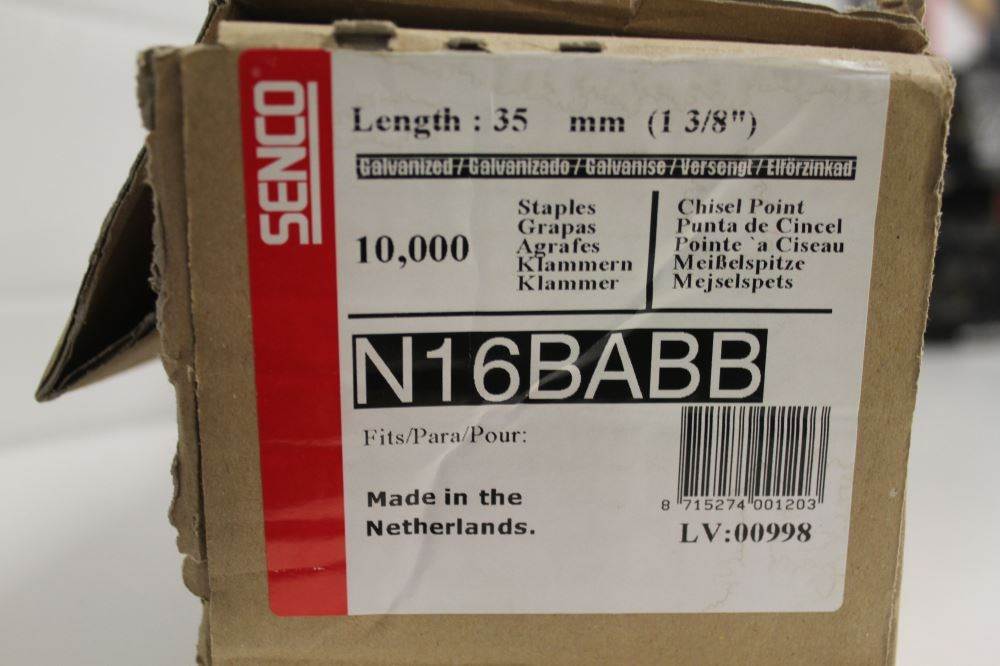 SENCO
Length : 35 mm (1 3/8")
Galvanized / Galvanizado / Galvanise / Versengt / Elförzinkad
10,000
Staples
Grapas
Agrafes
Klammern
Klammer
Chisel Point
Punta de Cincel
Pointe `a Ciseau
Meißelspitze
Mejselspets
N16BABB
Fits/Para/Pour:
Made in the
Netherlands.
8 715274 001203
LV:00998